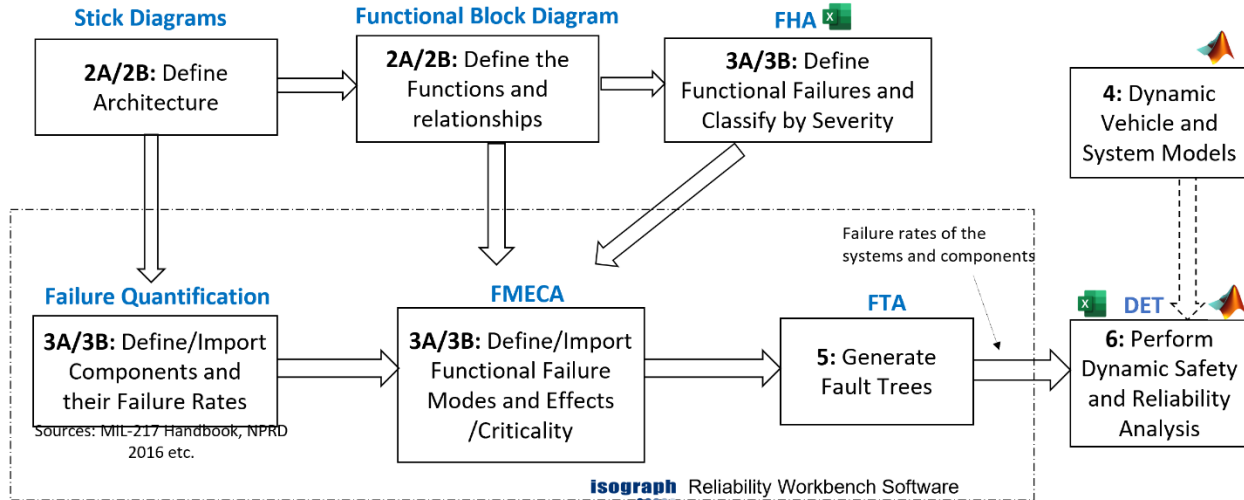 Stick Diagrams
2A/2B: Define
Architecture
Functional Block Diagram
2A/2B: Define the
Functions and
relationships
FHA
3A/3B: Define
Functional Failures and
Classify by Severity
4: Dynamic
Vehicle and
System Models
Failure rates of the
systems and components
Failure Quantification
3A/3B: Define/Import
Components and
their Failure Rates
Sources: MIL-217 Handbook, NPRD
2016 etc.
FMECA
3A/3B: Define/Import
Functional Failure
Modes and Effects
/Criticality
FTA
5: Generate
Fault Trees
DET
6: Perform
Dynamic Safety
and Reliability
Analysis
isograph Reliability Workbench Software